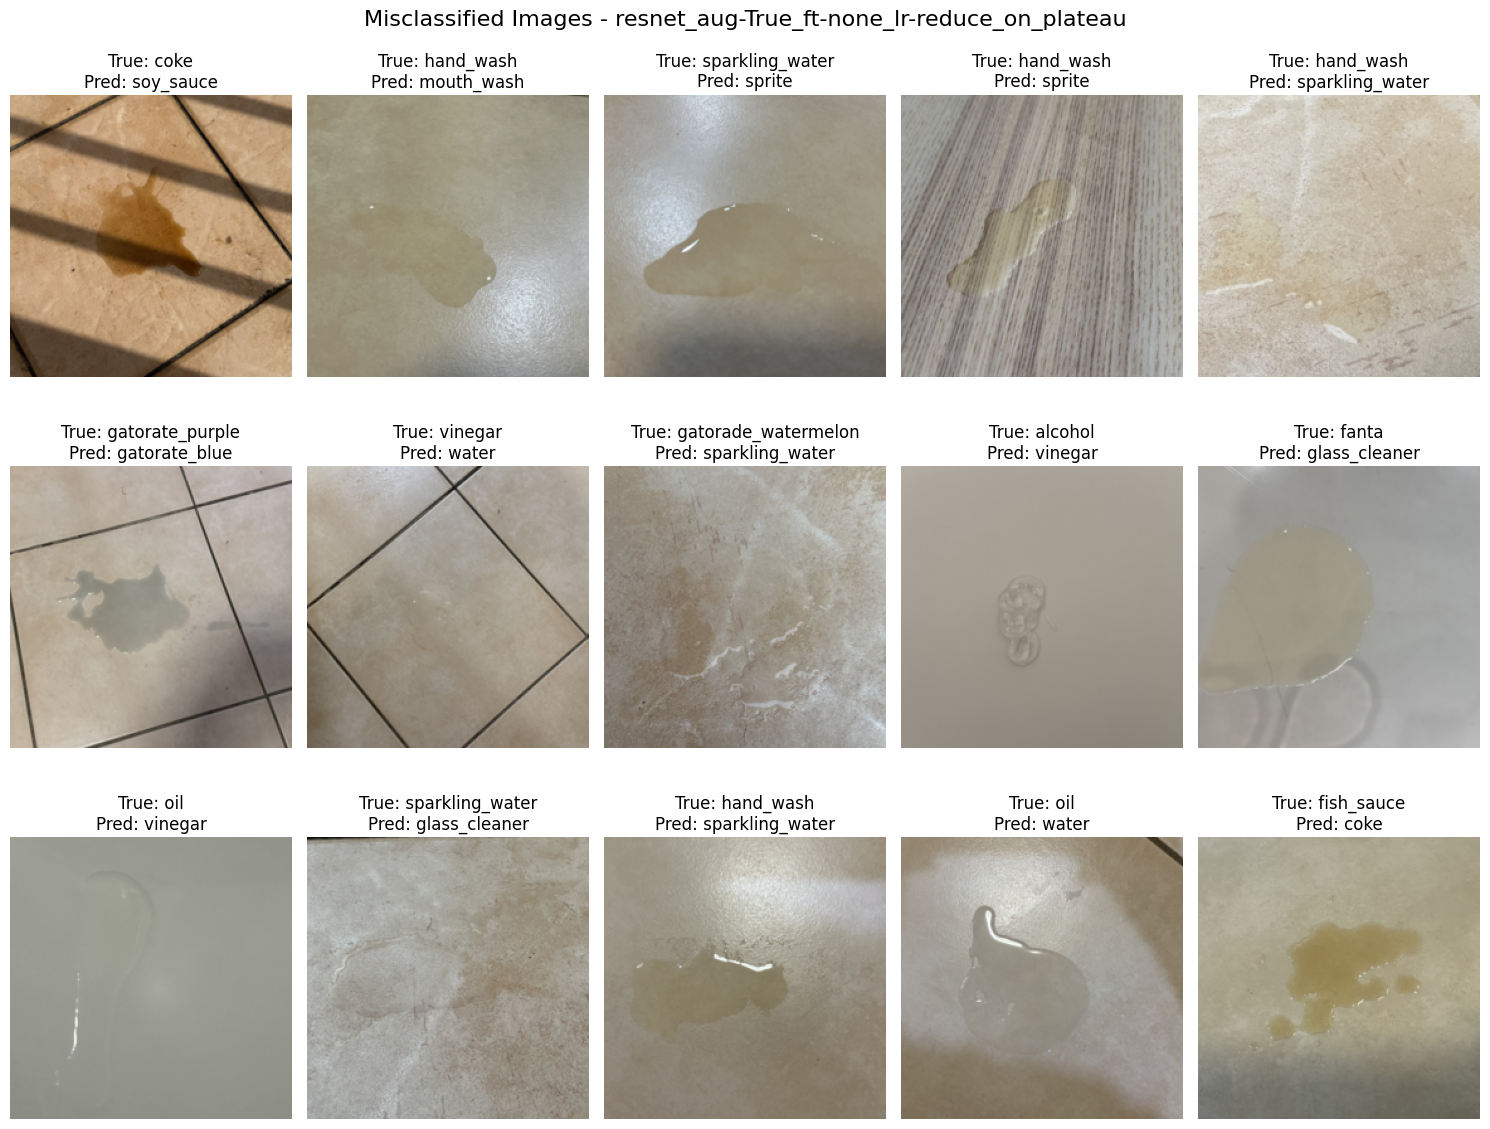 Misclassified Images - resnet_aug-True_ft-none_lr-reduce_on_plateau
True: coke
Pred: soy_sauce
True: hand_wash
Pred: mouth_wash
True: sparkling_water
Pred: sprite
True: hand_wash
Pred: sprite
True: hand_wash
Pred: sparkling_water
True: gatorate_purple
Pred: gatorate_blue
True: vinegar
Pred: water
True: gatorade_watermelon
Pred: sparkling_water
True: alcohol
Pred: vinegar
True: fanta
Pred: glass_cleaner
True: oil
Pred: vinegar
True: sparkling_water
Pred: glass_cleaner
True: hand_wash
Pred: sparkling_water
True: oil
Pred: water
True: fish_sauce
Pred: coke